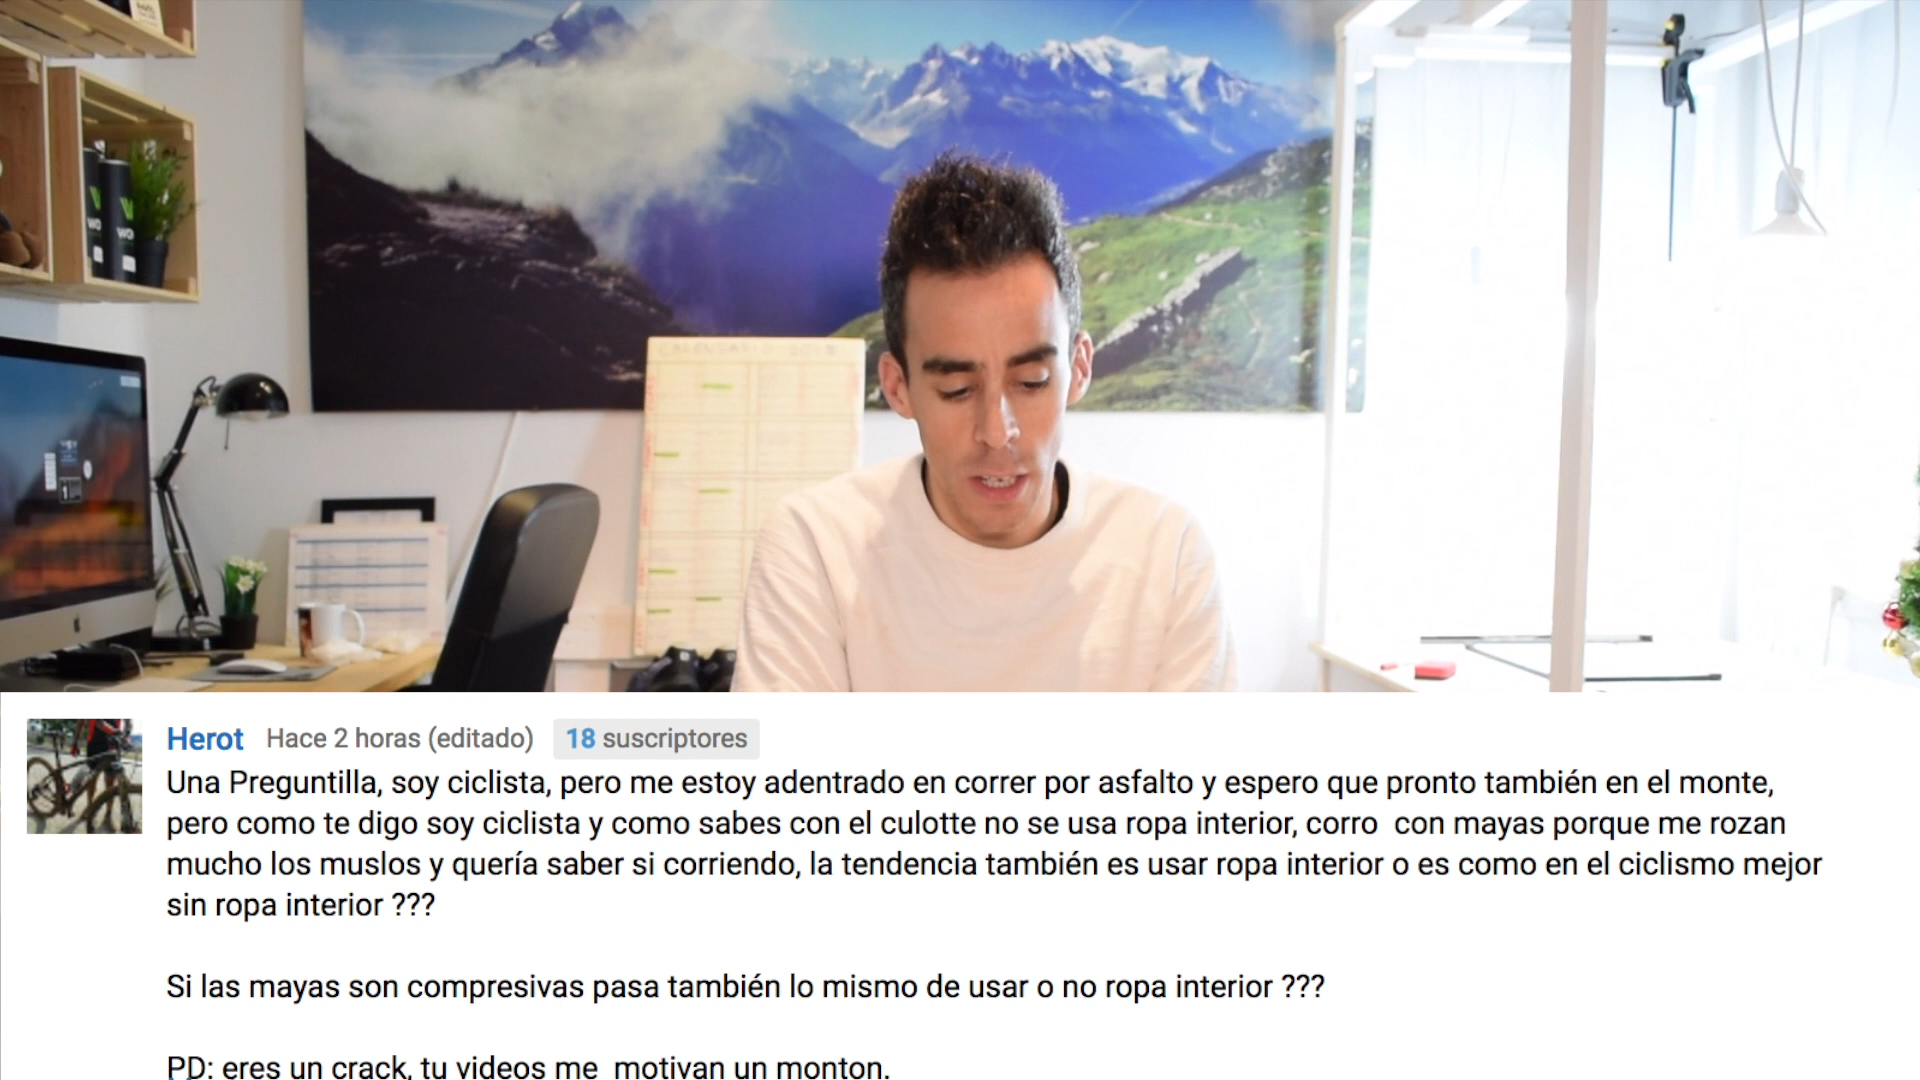 CALENDARIO 2018
WO
WO
Herot Hace 2 horas (editado) 18 suscriptores
Una Preguntilla, soy ciclista, pero me estoy adentrado en correr por asfalto y espero que pronto también en el monte,
pero como te digo soy ciclista y como sabes con el culotte no se usa ropa interior, corro  con mayas porque me rozan
mucho los muslos y quería saber si corriendo, la tendencia también es usar ropa interior o es como en el ciclismo mejor
sin ropa interior ???
Si las mayas son compresivas pasa también lo mismo de usar o no ropa interior ???
PD: eres un crack, tu videos me  motivan un monton.